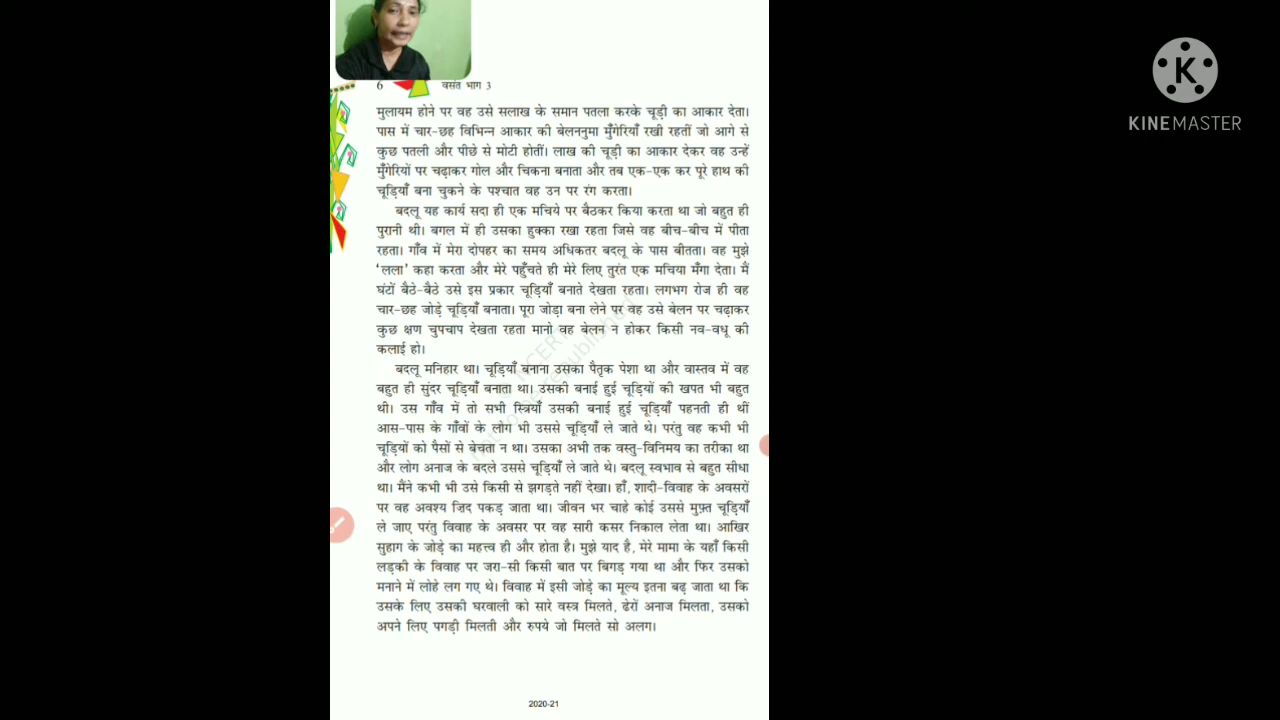 6 वसंत भाग 3
मुलायम होने पर वह उसे सलाख के समान पतला करके चूड़ी का आकार देता।
पास में चार-छह विभिन्न आकार की बेलननुमा मुँगेरियाँ रखी रहतीं जो आगे से
कुछ पतली और पीछे से मोटी होतीं। लाख की चूड़ी का आकार देकर वह उन्हें
मुँगेरियों पर चढ़ाकर गोल और चिकना बनाता और तब एक-एक कर पूरे हाथ की
चूड़ियाँ बना चुकने के पश्चात वह उन पर रंग करता।
बदलू यह कार्य सदा ही एक मचिये पर बैठकर किया करता था जो बहुत ही
पुरानी थी। बगल में ही उसका हुक्का रखा रहता जिसे वह बीच-बीच में पीता
रहता। गाँव में मेरा दोपहर का समय अधिकतर बदलू के पास बीतता। वह मुझे
‘लला’ कहा करता और मेरे पहुँचते ही मेरे लिए तुरंत एक मचिया मँगा देता। मैं
घंटों बैठे-बैठे उसे इस प्रकार चूड़ियाँ बनाते देखता रहता। लगभग रोज ही वह
चार-छह जोड़े चूड़ियाँ बनाता। पूरा जोड़ा बना लेने पर वह उसे बेलन पर चढ़ाकर
कुछ क्षण चुपचाप देखता रहता मानो वह बेलन न होकर किसी नव-वधू की
कलाई हो।
बदलू मनिहार था। चूड़ियाँ बनाना उसका पैतृक पेशा था और वास्तव में वह
बहुत ही सुंदर चूड़ियाँ बनाता था। उसकी बनाई हुई चूड़ियों की खपत भी बहुत
थी। उस गाँव में तो सभी स्त्रियाँ उसकी बनाई हुई चूड़ियाँ पहनती ही थीं
आस-पास के गाँवों के लोग भी उससे चूड़ियाँ ले जाते थे। परंतु वह कभी भी
चूड़ियों को पैसों से बेचता न था। उसका अभी तक वस्तु-विनिमय का तरीका था
और लोग अनाज के बदले उससे चूड़ियाँ ले जाते थे। बदलू स्वभाव से बहुत सीधा
था। मैंने कभी भी उसे किसी से झगड़ते नहीं देखा। हाँ, शादी-विवाह के अवसरों
पर वह अवश्य ज़िद पकड़ जाता था। जीवन भर चाहे कोई उससे मुफ़्त चूड़ियाँ
ले जाए परंतु विवाह के अवसर पर वह सारी कसर निकाल लेता था। आखिर
सुहाग के जोड़े का महत्त्व ही और होता है। मुझे याद है, मेरे मामा के यहाँ किसी
लड़की के विवाह पर जरा-सी किसी बात पर बिगड़ गया था और फिर उसको
मनाने में लोहे लग गए थे। विवाह में इसी जोड़े का मूल्य इतना बढ़ जाता था कि
उसके लिए उसकी घरवाली को सारे वस्त्र मिलते, ढेरों अनाज मिलता, उसको
अपने लिए पगड़ी मिलती और रुपये जो मिलते सो अलग।
2020-21
K
KINEMASTER